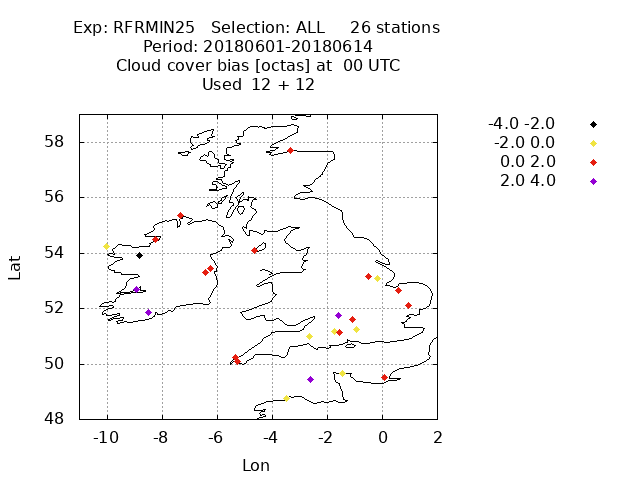 Exp: RFRMIN25 Selection: ALL 26 stations
Period: 20180601-20180614
Cloud cover bias [octas] at 00 UTC
Used 12 + 12
-4.0 -2.0
-2.0 0.0
0.0 2.0
2.0 4.0
58
56
54
52
50
48
Lat
-10 -8 -6 -4 -2 0 2
Lon